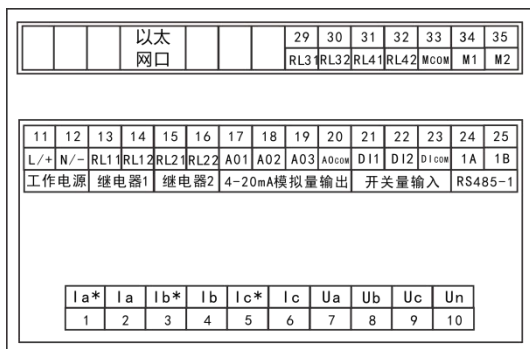 以太 29 30 31 32 33 34 35
网口 RL31 RL32 RL41 RL42 MCOM M1 M2
11 12 13 14 15 16 17 18 19 20 21 22 23 24 25
L/+ N/- RL11 RL12 RL21 RL22 AO1 AO2 AO3 AOCOM DI1 DI2 DICOM 1A 1B
工作电源 继电器1 继电器2 4-20mA模拟量输出 开关量输入 RS485-1
Ia* Ia Ib* Ib Ic* Ic Ua Ub Uc Un
1 2 3 4 5 6 7 8 9 10